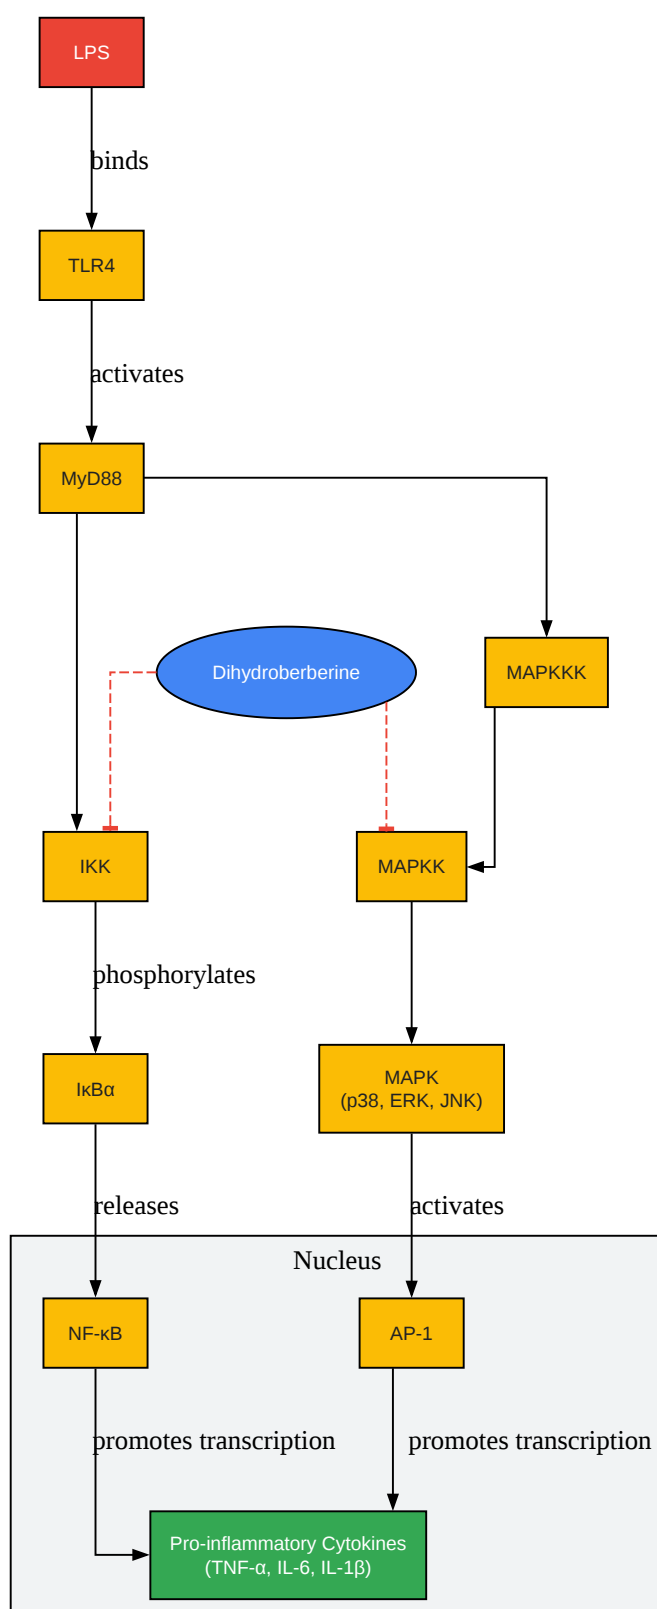 LPS
binds
TLR4
activates
MyD88
Dihydroberberine
MAPKKK
IKK
MAPKK
phosphorylates
IκBα
MAPK
(p38, ERK, JNK)
releases
activates
Nucleus
NF-κB
AP-1
promotes transcription
promotes transcription
Pro-inflammatory Cytokines
(TNF-α, IL-6, IL-1β)